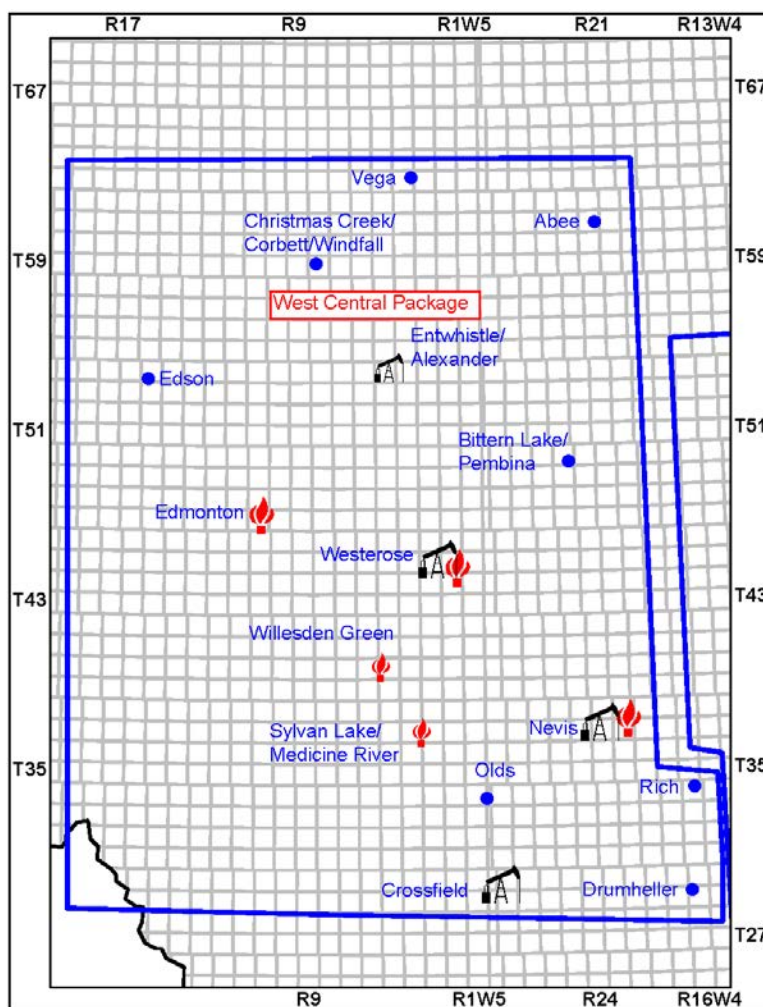 R17 R9 R1W5 R21 R13W4
T67 T67
Vega
Christmas Creek/
Corbett/Windfall
Abee
T59 T59
West Central Package
Entwhistle/
Alexander
Edson
T51 T51
Bittern Lake/
Pembina
Edmonton
Westerose
T43 T43
Willesden Green
Sylvan Lake/
Medicine River
Nevis
T35 T35
Olds
Rich
Crossfield
Drumheller
T27
R9 R1W5 R24 R16W4